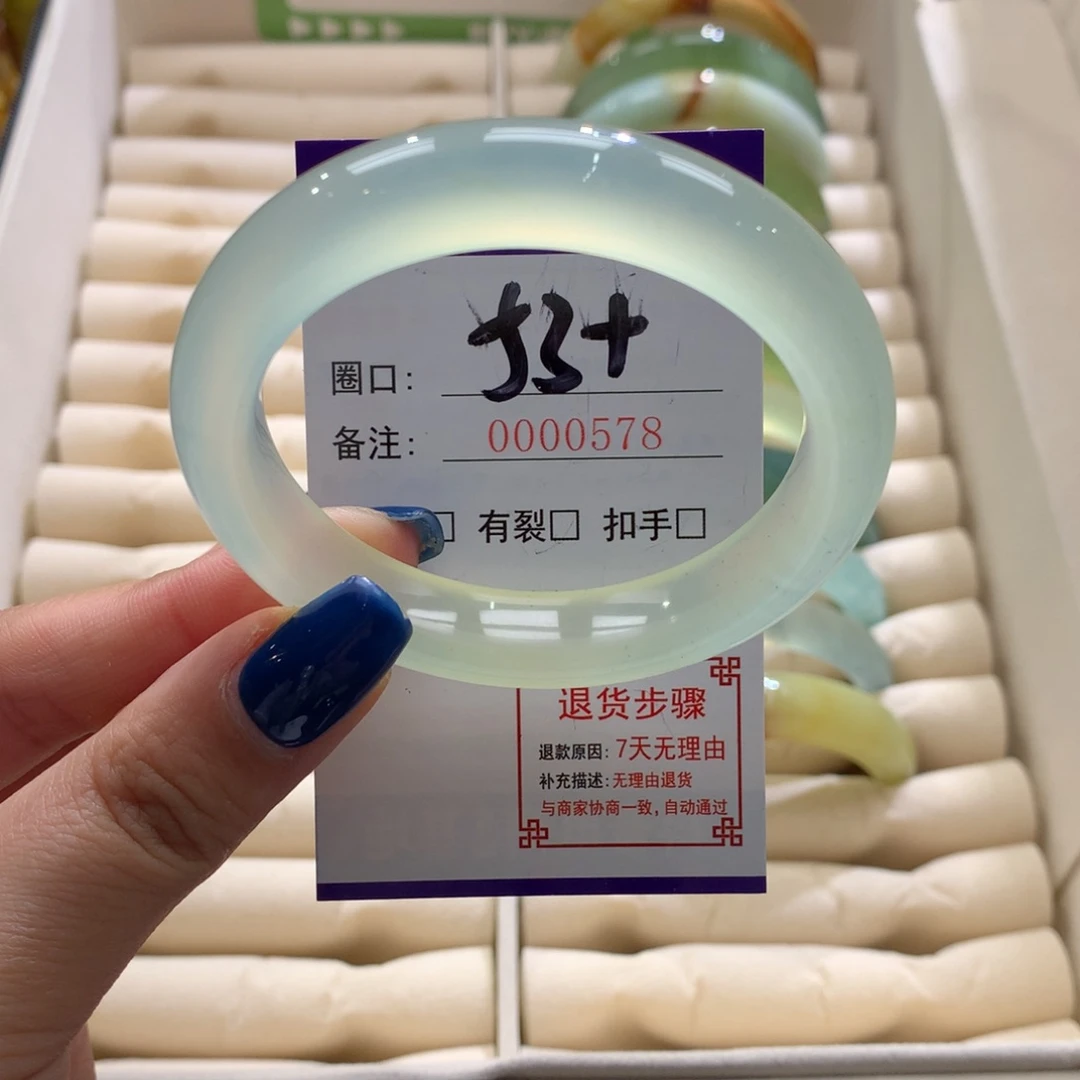 圈口: 53+
备注: 0000578
□ 有裂□ 扣手□
退货步骤
退款原因: 7天无理由
补充描述: 无理由退货
与商家协商一致, 自动通过